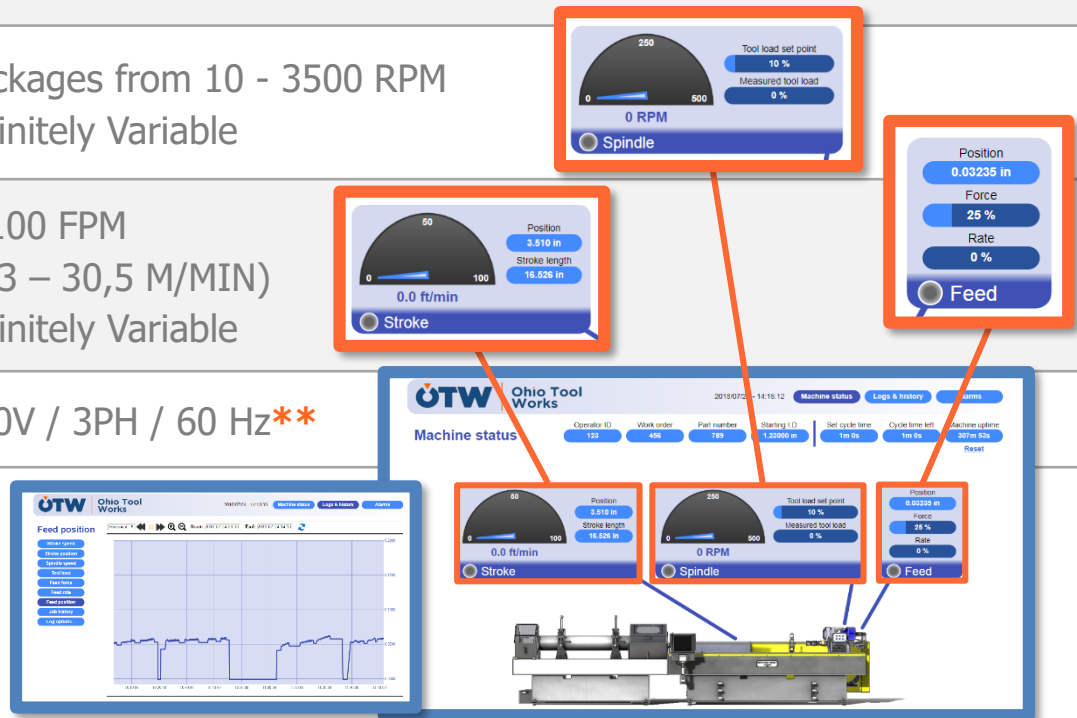 ckages from 10 - 3500 RPM
initely Variable
100 FPM
3 – 30,5 M/MIN)
initely Variable
0V / 3PH / 60 Hz**
250
0
500
0 RPM
Tool load set point
10 %
Measured tool load
0 %
Spindle
50
0
100
0.0 ft/min
Position
3.510 in
Stroke length
16.526 in
Stroke
Position
0.03235 in
Force
25 %
Rate
0 %
Feed
OTW Ohio Tool
Works
14:16:12
Machine status
Logs & history
Machine status
Operator ID
123
Work order
456
Part number
789
Starting I.D.
1.23000 in
Set cycle time
1m 0s
Cycle time left
1m 0s
Machine uptime
307m 53s
Reset
50
0
100
0.0 ft/min
Position
3.510 in
Stroke length
16.526 in
Stroke
250
0
500
0 RPM
Tool load set point
10 %
Measured tool load
0 %
Spindle
Position
0.03235 in
Force
25 %
Rate
0 %
Feed
OTW Ohio Tool
Works
Machine status
Logs & history
Alarms
Feed position
Stroke speed
Stroke position
Spindle speed
Tool load
Feed force
Feed rate
Feed position
Job history
Log options